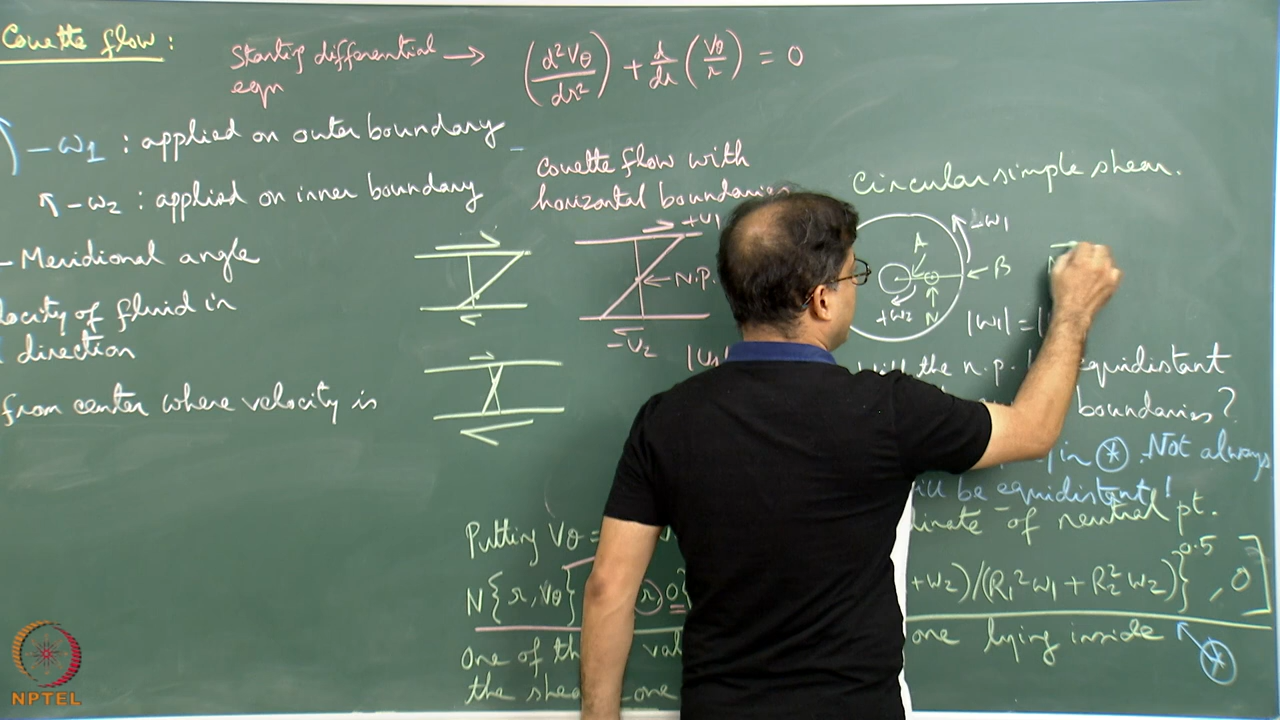 Couette flow:
Starting differential eqn → (d²Vθ/dr²) + d/dr (Vθ/r) = 0
-ω1 : applied on outer boundary
-ω2 : applied on inner boundary
- Meridional angle
locity of fluid in
direction
from center where velocity is
Couette flow with
horizontal boundaries
+U1
N.P.
-U2
Circular simple shear.
-ω1
A
← B
+ω2
N
|ω1| = |
the n.p.
equidistant
boundaries?
in ⊛. Not always
ill be equidistant!
dinate of neutral pt.
Putting Vθ =
N{r, Vθ}
+ω2)/(R1²ω1 + R2²ω2)}^0.5, 0]
One of th
val
one lying inside
⊛
the shea
one
NPTEL